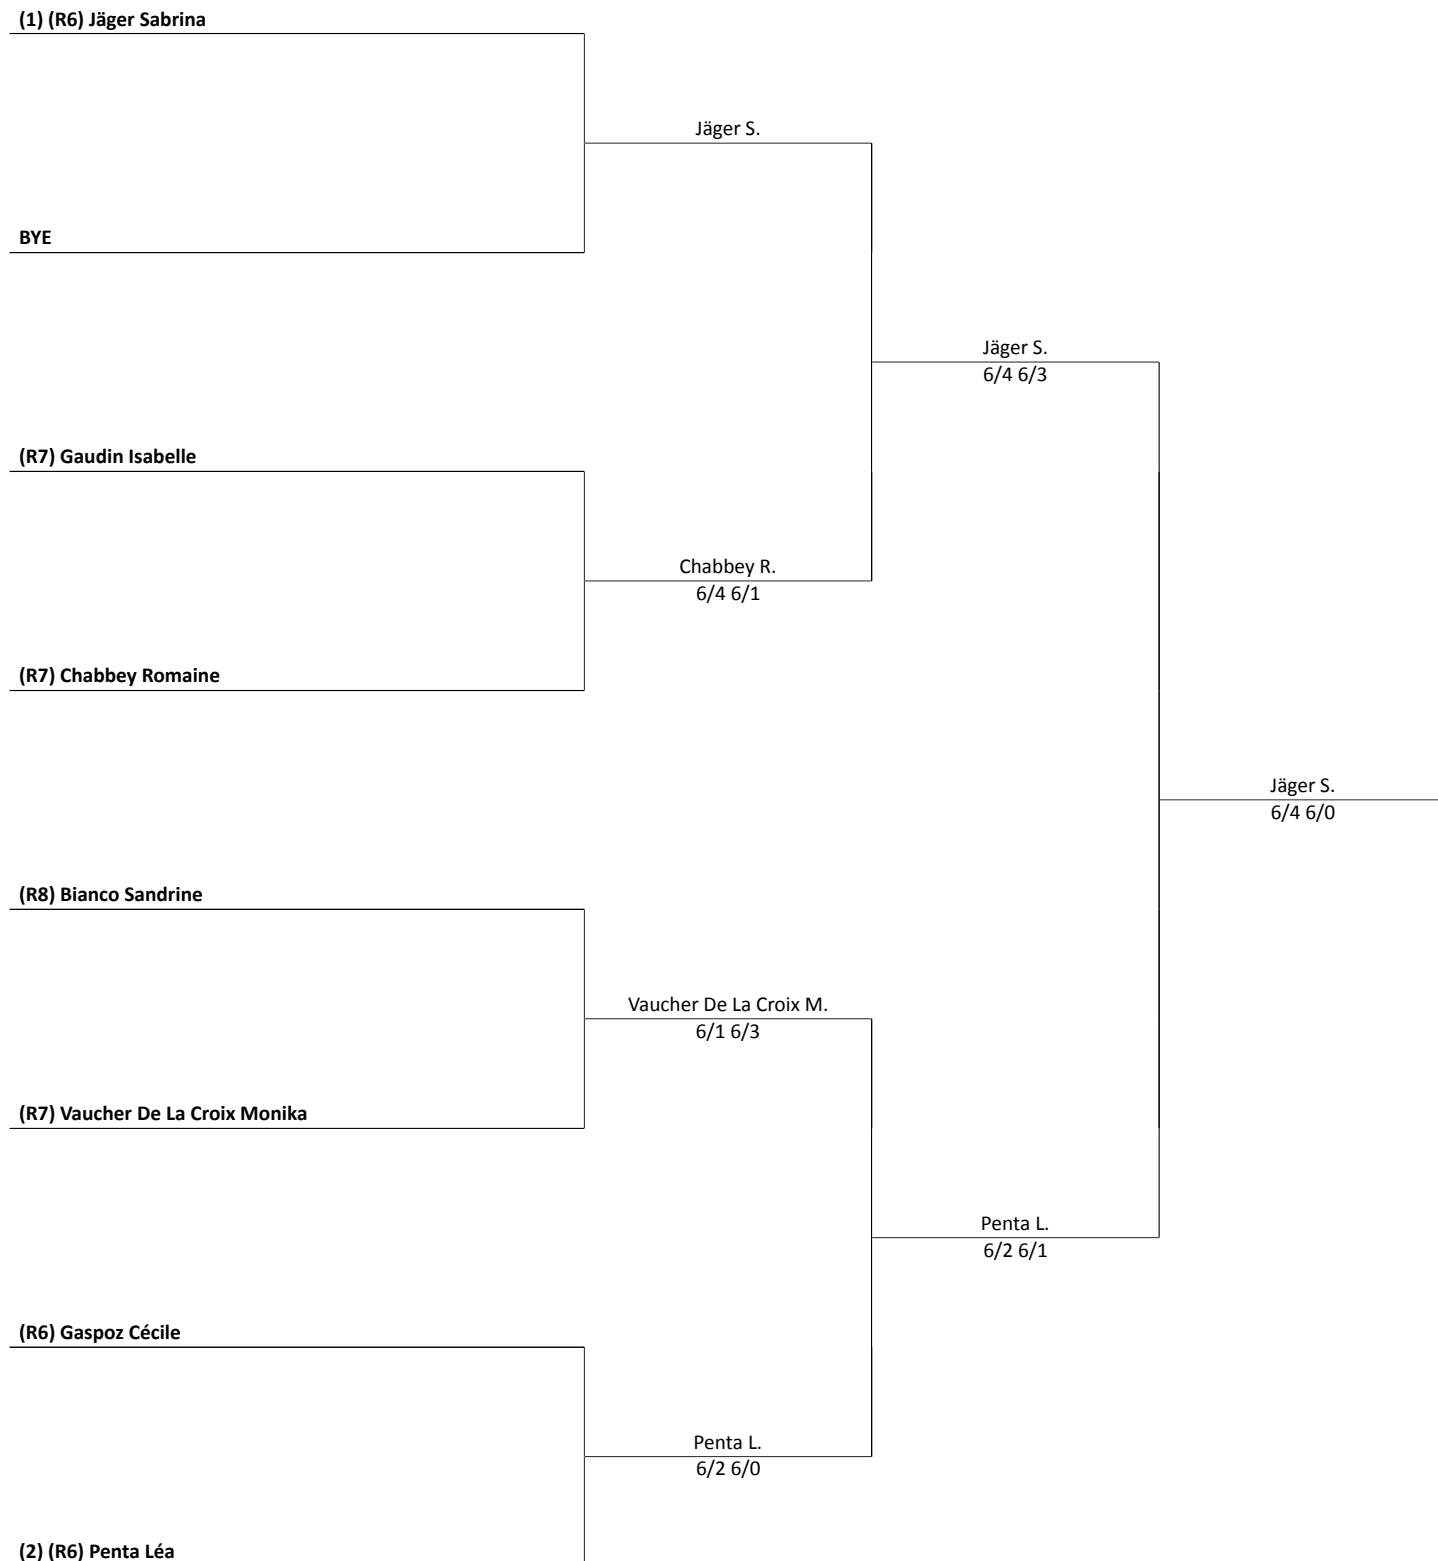 (1) (R6) Jäger Sabrina
Jäger S.
BYE
Jäger S.
6/4 6/3
(R7) Gaudin Isabelle
Chabbey R.
6/4 6/1
(R7) Chabbey Romaine
Jäger S.
6/4 6/0
(R8) Bianco Sandrine
Vaucher De La Croix M.
6/1 6/3
(R7) Vaucher De La Croix Monika
Penta L.
6/2 6/1
(R6) Gaspoz Cécile
Penta L.
6/2 6/0
(2) (R6) Penta Léa